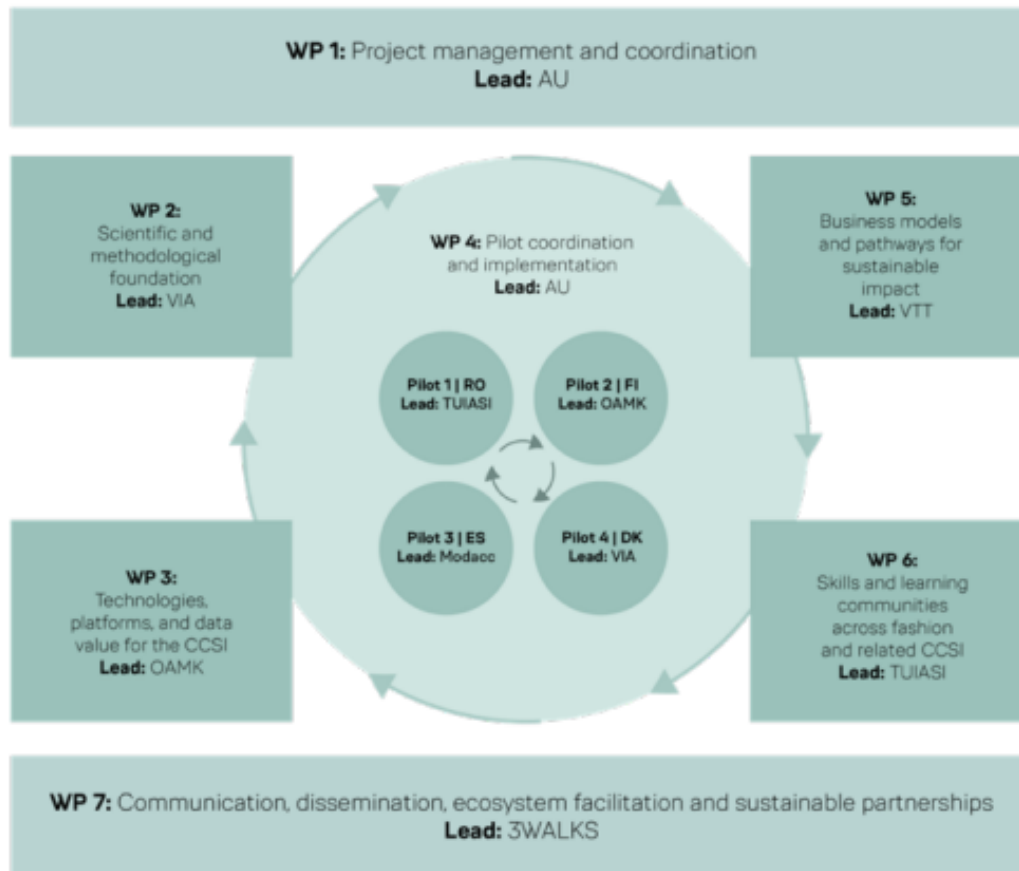 WP 1: Project management and coordination
Lead: AU
WP 2:
Scientific and
methodological
foundation
Lead: VIA
WP 4: Pilot coordination
and implementation
Lead: AU
WP 5:
Business models
and pathways for
sustainable
impact
Lead: VTT
Pilot 1 | RO
Lead: TUIASI
Pilot 2 | FI
Lead: OAMK
Pilot 3 | ES
Lead: Modacc
Pilot 4 | DK
Lead: VIA
WP 3:
Technologies,
platforms, and data
value for the CCSI
Lead: OAMK
WP 6:
Skills and learning
communities
across fashion
and related CCSI
Lead: TUIASI
WP 7: Communication, dissemination, ecosystem facilitation and sustainable partnerships
Lead: 3WALKS